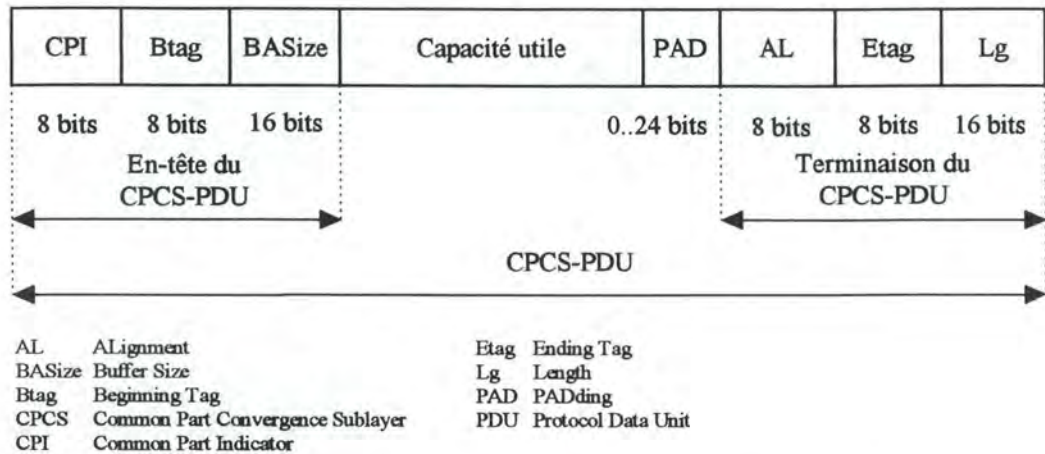 CPI Btag BASize Capacité utile PAD AL Etag Lg
8 bits 8 bits 16 bits 0..24 bits 8 bits 8 bits 16 bits
En-tête du
CPCS-PDU
Terminaison du
CPCS-PDU
CPCS-PDU
AL ALignment
BASize Buffer Size
Btag Beginning Tag
CPCS Common Part Convergence Sublayer
CPI Common Part Indicator
Etag Ending Tag
Lg Length
PAD PADding
PDU Protocol Data Unit